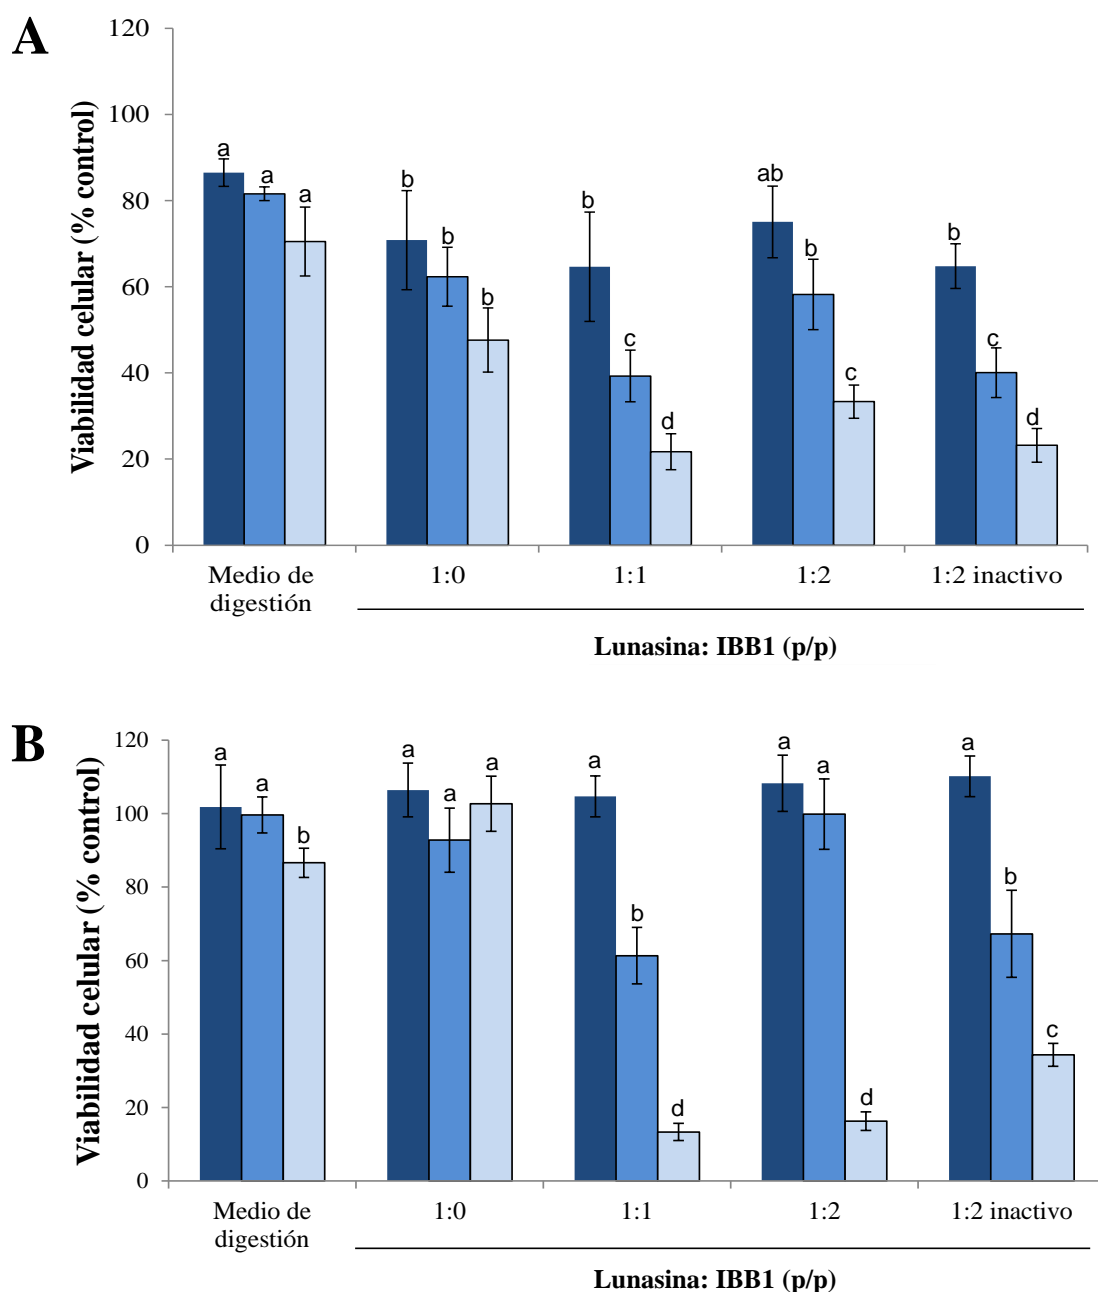 A
Viabilidad celular (% control)
120
100
80
60
40
20
0
a
a
a
b
b
b
b
c
d
ab
b
c
b
c
d
Medio de
digestión
1:0
1:1
1:2
1:2 inactivo
Lunasina: IBB1 (p/p)
B
Viabilidad celular (% control)
120
100
80
60
40
20
0
a
a
b
a
a
a
a
b
d
a
a
d
a
b
c
Medio de
digestión
1:0
1:1
1:2
1:2 inactivo
Lunasina: IBB1 (p/p)